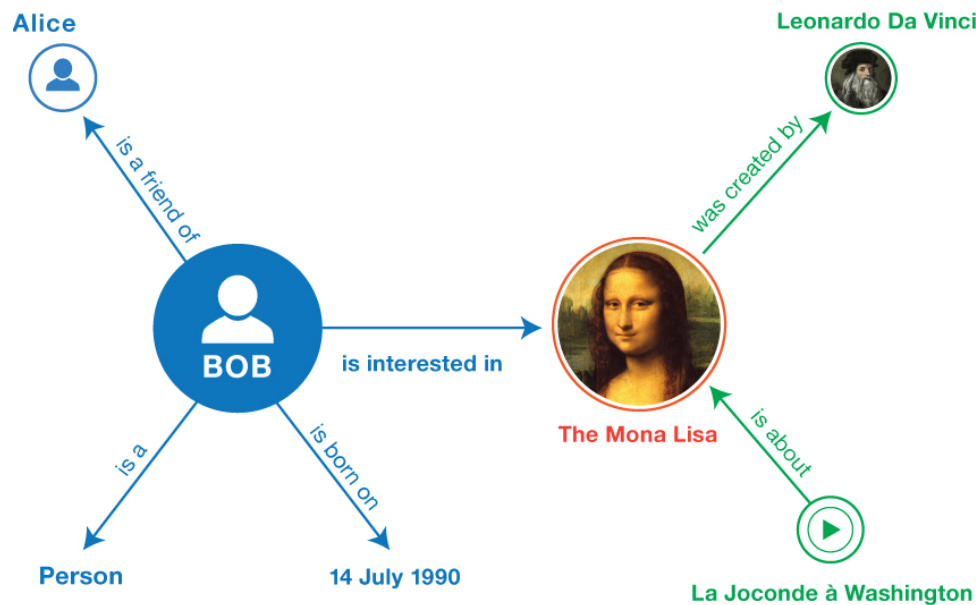 Alice
Leonardo Da Vinci
is a friend of
was created by
BOB
is interested in
The Mona Lisa
is a
is born on
is about
Person
14 July 1990
La Joconde à Washington